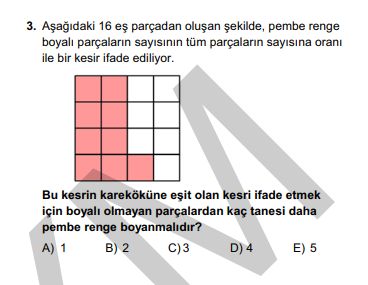 3. Aşağıdaki 16 eş parçadan oluşan şekilde, pembe renge
boyalı parçaların sayısının tüm parçaların sayısına oranı
ile bir kesir ifade ediliyor.
Bu kesrin kareköküne eşit olan kesri ifade etmek
için boyalı olmayan parçalardan kaç tanesi daha
pembe renge boyanmalıdır?
A) 1 B) 2 C) 3 D) 4 E) 5